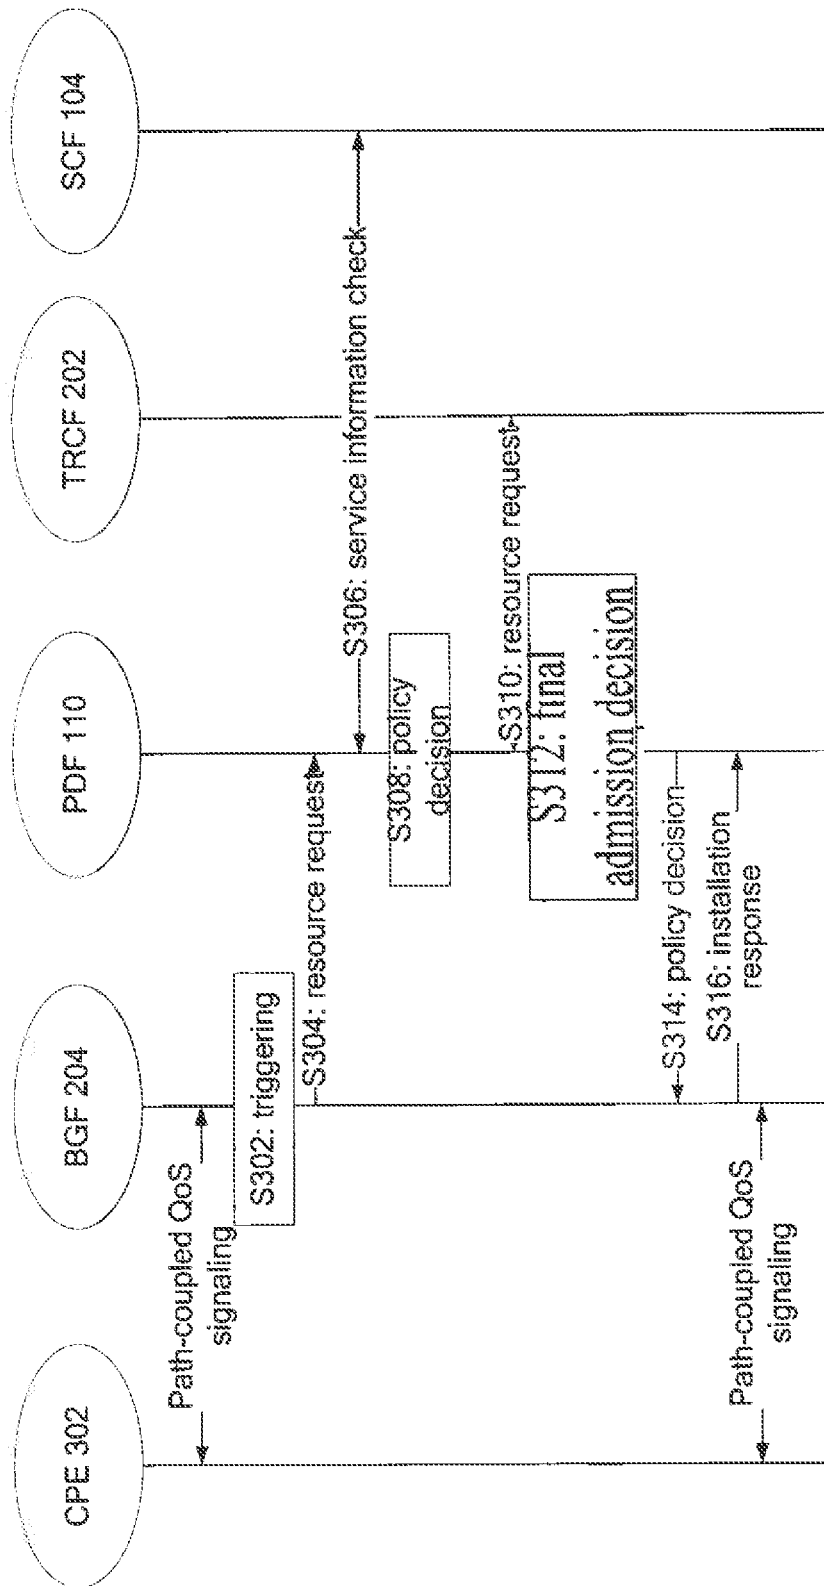 CPE 302
BGF 204
PDF 110
TRCF 202
SCF 104
Path-coupled QoS
signaling
S302: triggering
S304: resource request
S306: service information check
S308: policy
decision
S310: resource request
S312: final
admission decision
S314: policy decision
S316: installation
response
Path-coupled QoS
signaling